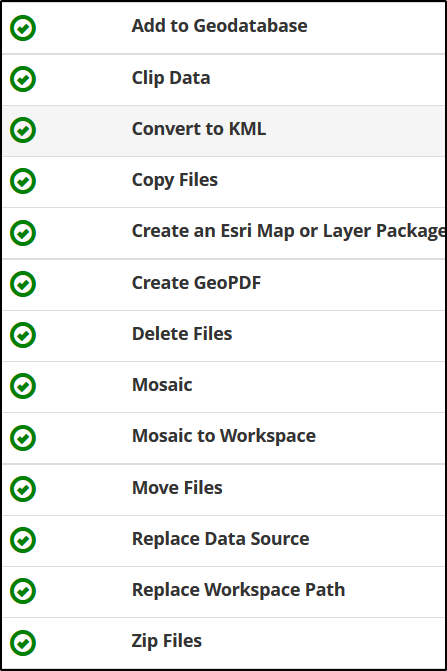 Add to Geodatabase
Clip Data
Convert to KML
Copy Files
Create an Esri Map or Layer Package
Create GeoPDF
Delete Files
Mosaic
Mosaic to Workspace
Move Files
Replace Data Source
Replace Workspace Path
Zip Files